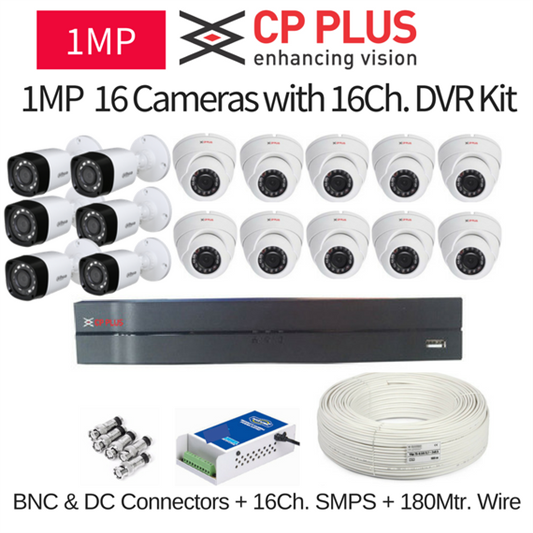 1MP
CP PLUS
enhancing vision
1MP 16 Cameras with 16Ch. DVR Kit
CP PLUS
BNC & DC Connectors + 16Ch. SMPS + 180Mtr. Wire